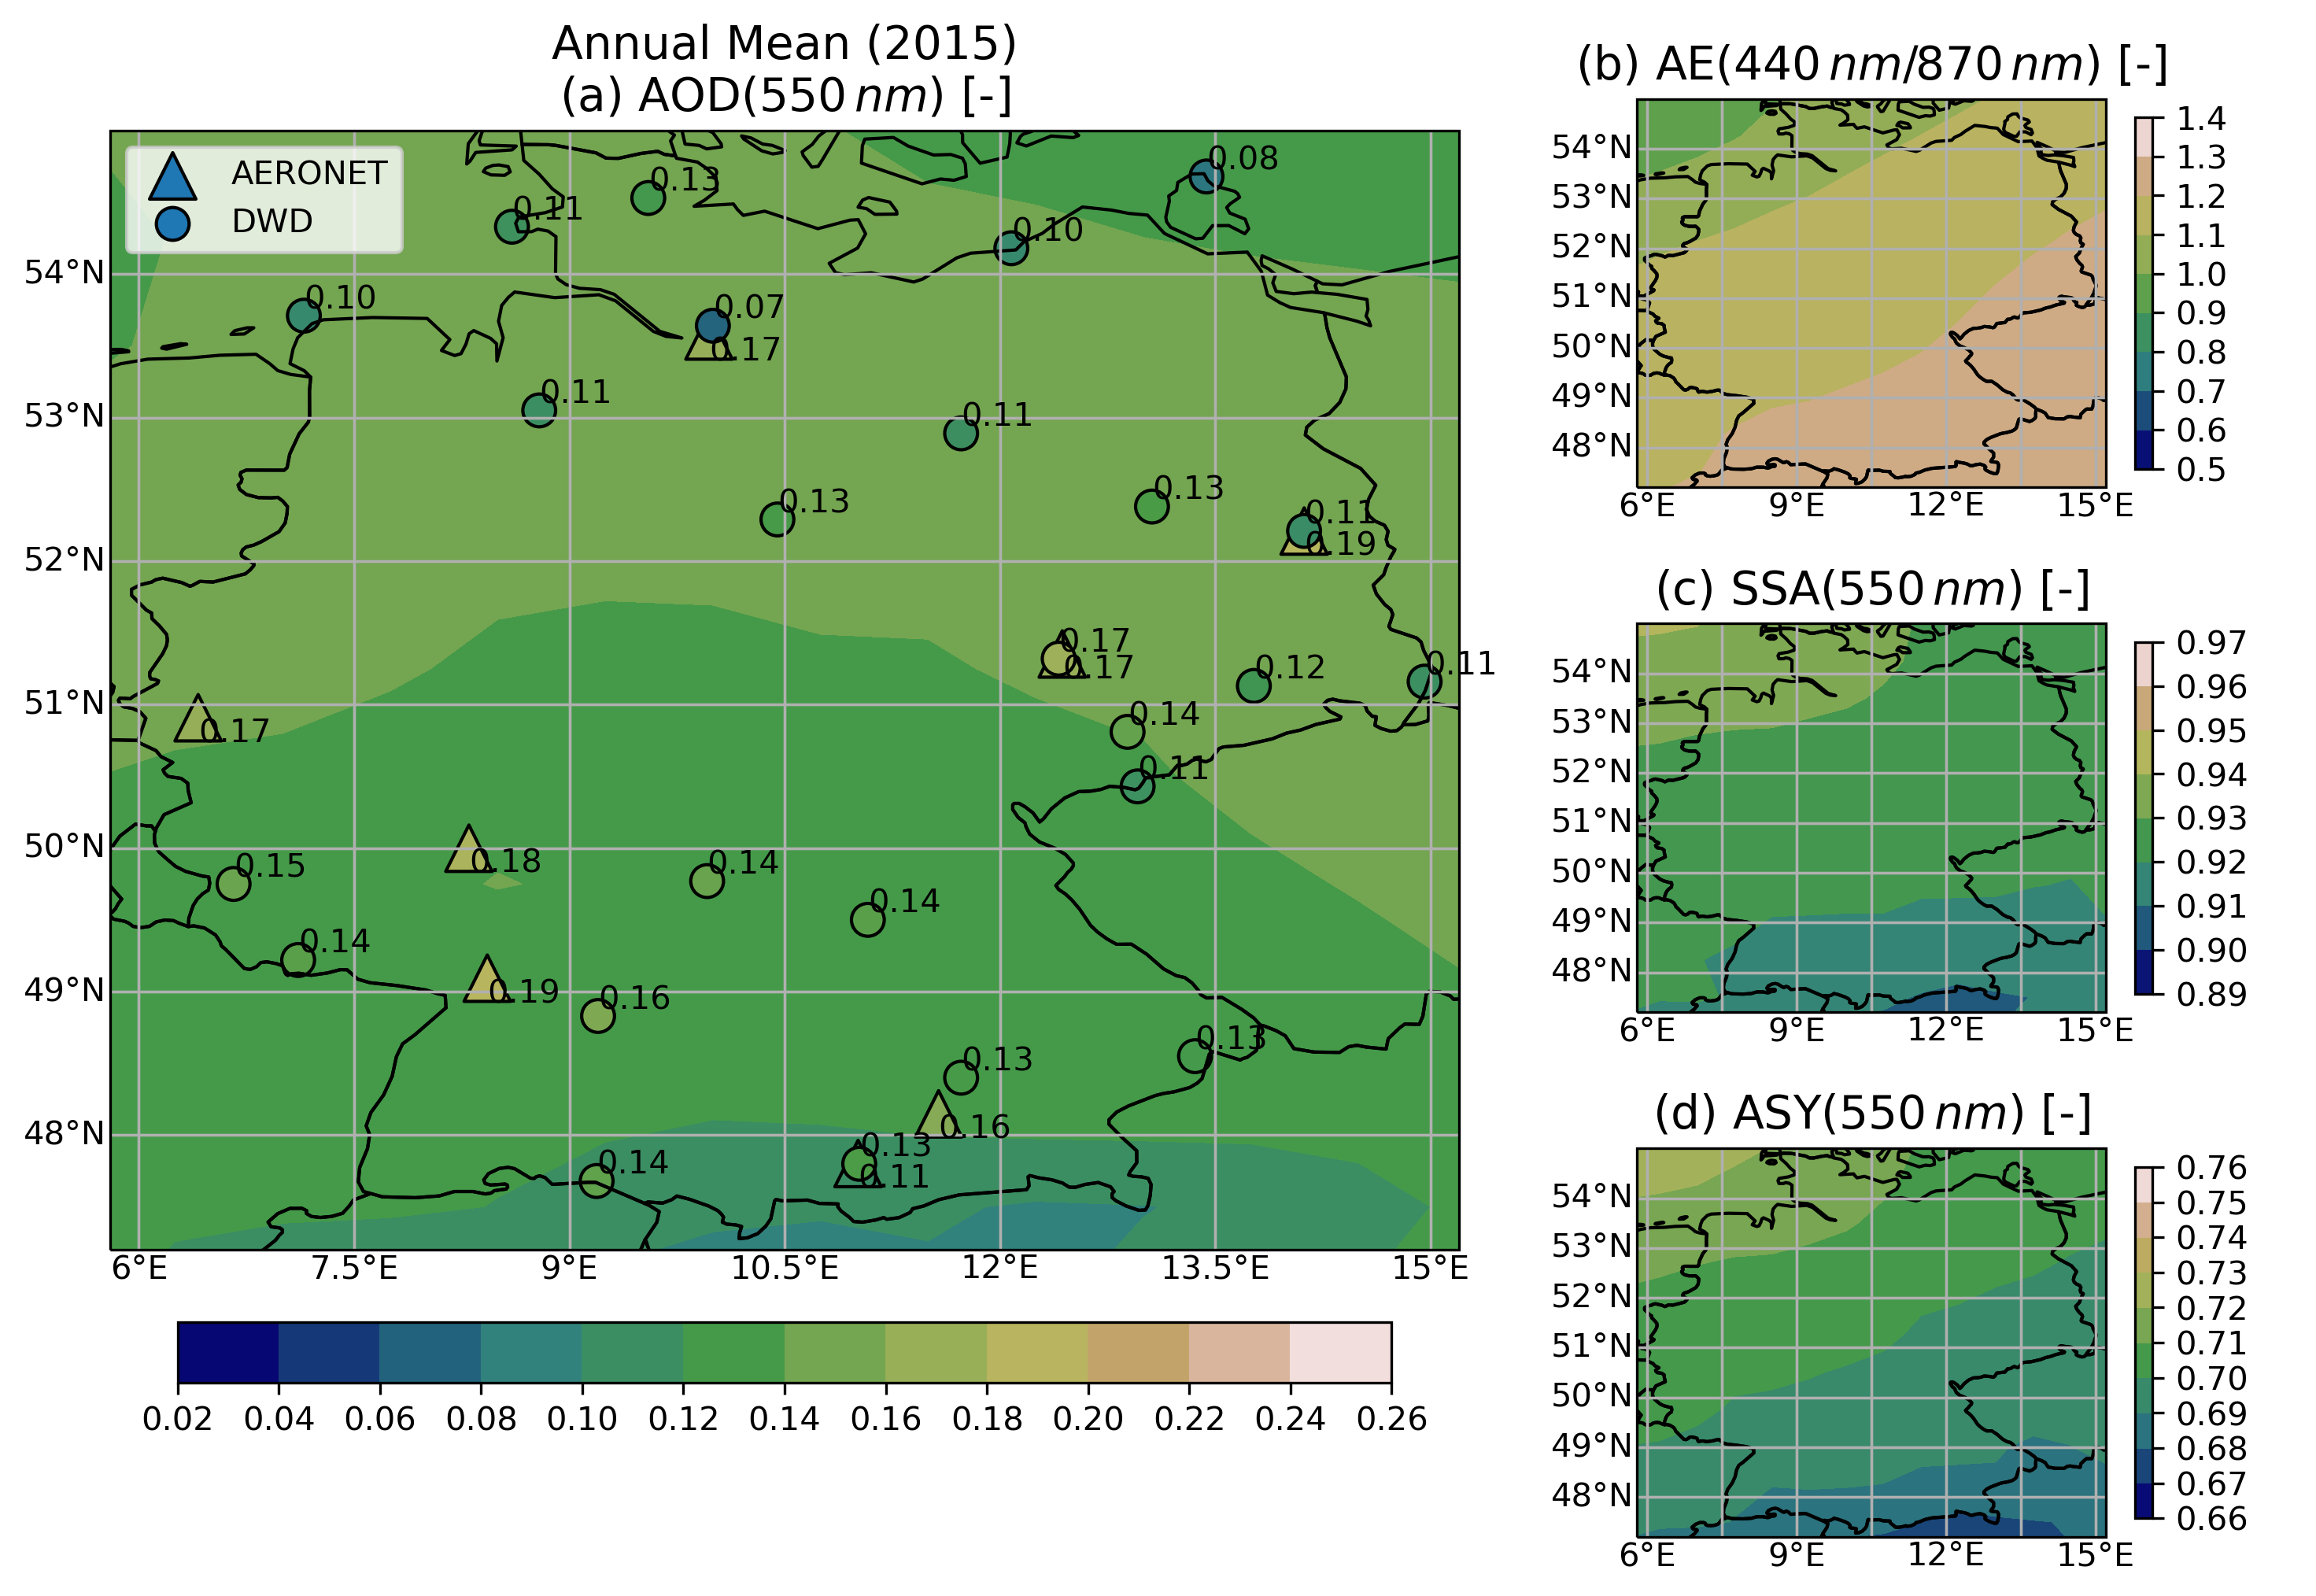 Annual Mean (2015)
(a) AOD(550 nm) [-]
AERONET
DWD
0.08
0.13
0.11
0.10
54°N
0.10
0.07
0.17
0.11
0.11
53°N
0.13
0.13
0.11
0.19
52°N
0.17
0.17
0.12
0.11
51°N
0.17
0.14
0.11
50°N
0.15
0.18
0.14
0.14
0.14
49°N
0.19
0.16
0.13
0.13
0.16
48°N
0.13
0.11
0.14
6°E 7.5°E 9°E 10.5°E 12°E 13.5°E 15°E
0.02 0.04 0.06 0.08 0.10 0.12 0.14 0.16 0.18 0.20 0.22 0.24 0.26
(b) AE(440 nm/870 nm) [-]
54°N
53°N
52°N
51°N
50°N
49°N
48°N
6°E 9°E 12°E 15°E
1.4
1.3
1.2
1.1
1.0
0.9
0.8
0.7
0.6
0.5
(c) SSA(550 nm) [-]
54°N
53°N
52°N
51°N
50°N
49°N
48°N
6°E 9°E 12°E 15°E
0.97
0.96
0.95
0.94
0.93
0.92
0.91
0.90
0.89
(d) ASY(550 nm) [-]
54°N
53°N
52°N
51°N
50°N
49°N
48°N
6°E 9°E 12°E 15°E
0.76
0.75
0.74
0.73
0.72
0.71
0.70
0.69
0.68
0.67
0.66